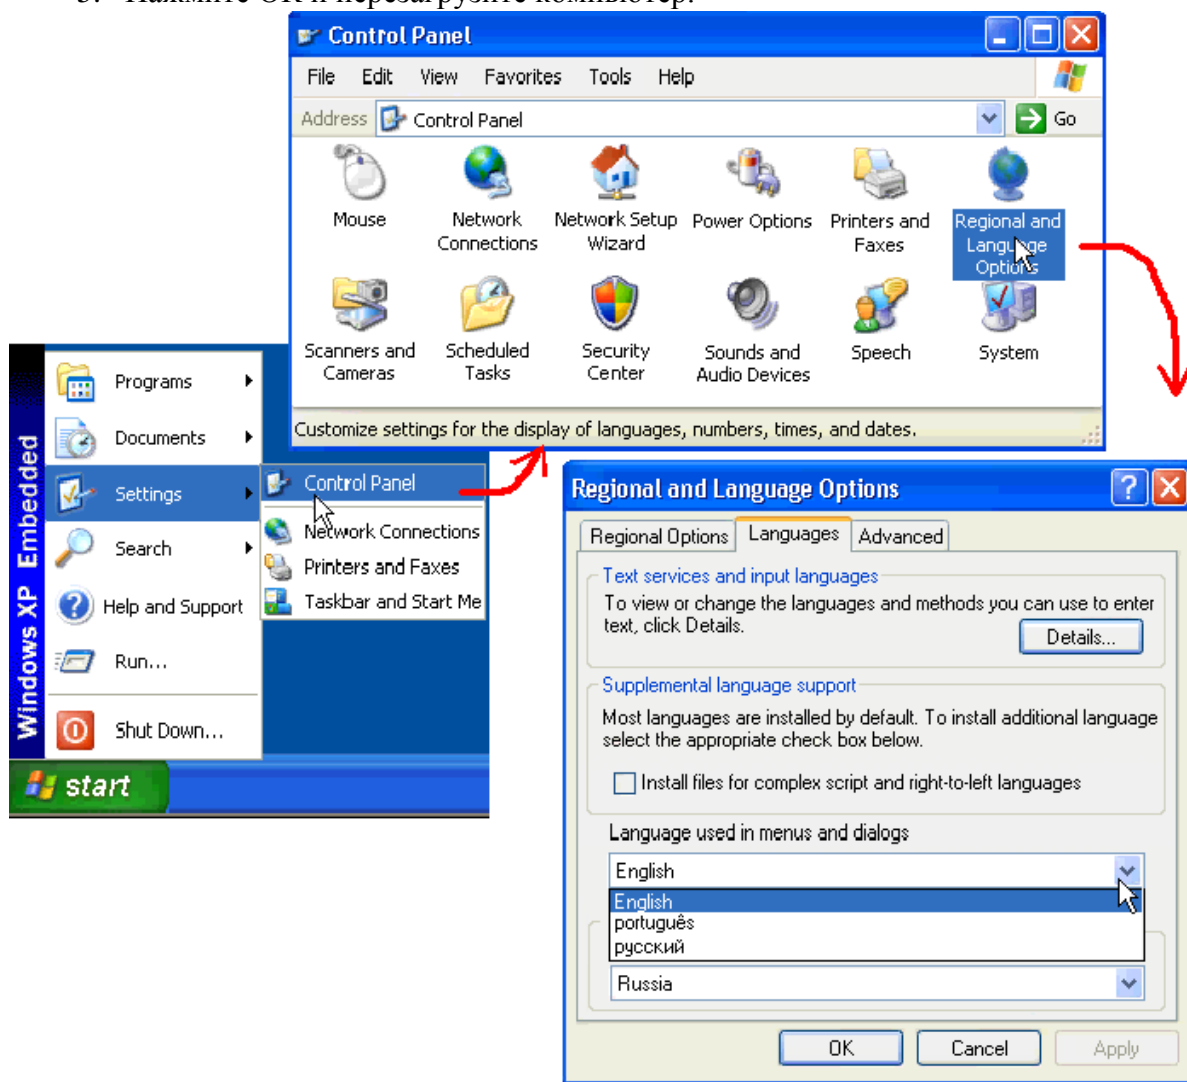 3. Нажмите ОК и перезагрузите компьютер.
Control Panel
File Edit View Favorites Tools Help
Address Control Panel Go
Mouse
Network Connections
Network Setup Wizard
Power Options
Printers and Faxes
Regional and Language Options
Scanners and Cameras
Scheduled Tasks
Security Center
Sounds and Audio Devices
Speech
System
Customize settings for the display of languages, numbers, times, and dates.
Windows XP Embedded
Programs
Documents
Settings
Search
Help and Support
Run...
Shut Down...
start
Control Panel
Network Connections
Printers and Faxes
Taskbar and Start Me
Regional and Language Options
Regional Options Languages Advanced
Text services and input languages
To view or change the languages and methods you can use to enter
text, click Details.
Details...
Supplemental language support
Most languages are installed by default. To install additional language
select the appropriate check box below.
Install files for complex script and right-to-left languages
Language used in menus and dialogs
English
English
português
русский
Russia
OK Cancel Apply